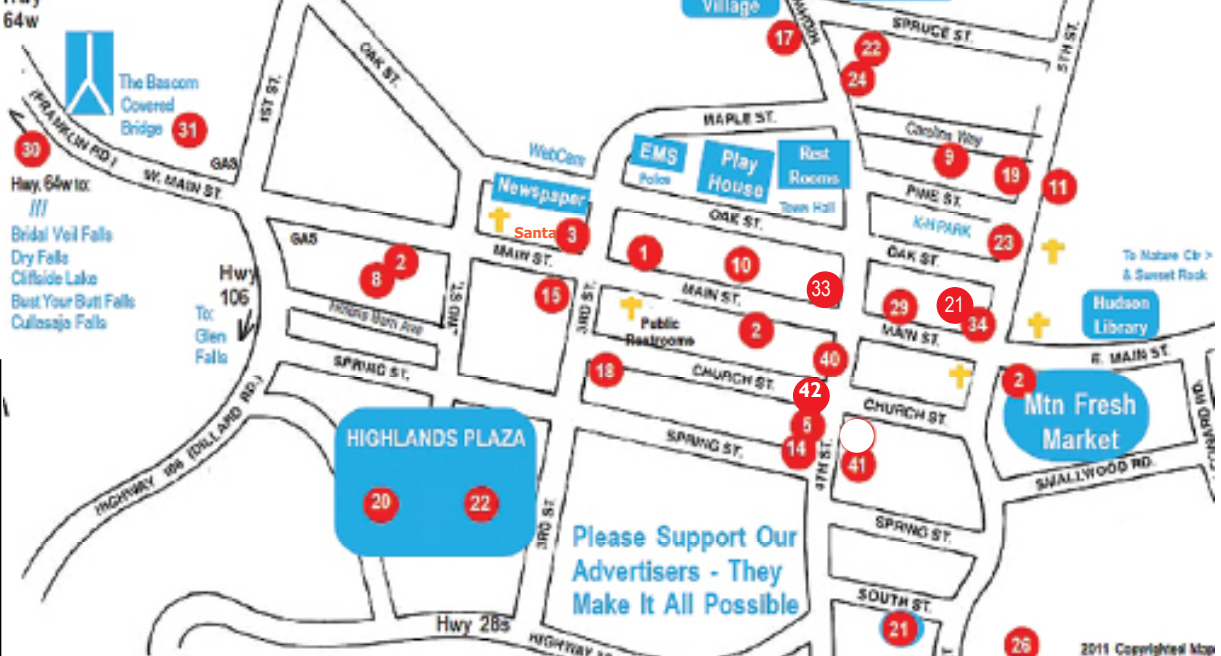 Hwy
64w
Village
HIGHWAY
17
SPRUCE ST.
22
24
5TH ST.
OAK ST.
1ST ST.
The Bascom
Covered
Bridge
31
(FRANKLIN RD.)
30
W. MAIN ST.
GAS
MAPLE ST.
WebCam
EMS
Police
Play
House
Rest
Rooms
Town Hall
Carolina Way
9
19
11
PINE ST.
Hwy. 64w to:
///
Bridal Veil Falls
Dry Falls
Cliffside Lake
Bust Your Butt Falls
Cullasaja Falls
Newspaper
Santa
3
OAK ST.
K-H PARK
23
GAS
MAIN ST.
1
10
33
OAK ST.
To Nature Ctr >
& Sunset Rock
2
8
Hwy
106
To:
Glen
Falls
2ND ST.
15
3RD ST.
MAIN ST.
Public
Restrooms
2
29
21
34
Hudson
Library
MAIN ST.
E. MAIN ST.
SPRING ST.
18
CHURCH ST.
40
42
5
14
4TH ST.
41
CHURCH ST.
2
Mtn Fresh
Market
SMALLWOOD RD.
HIGHWAY 106 (DILLARD RD.)
HIGHLANDS PLAZA
20
22
3RD ST.
SPRING ST.
SPRING ST.
Please Support Our
Advertisers - They
Make It All Possible
SOUTH ST.
21
26
Hwy 28s
HIGHWAY
2011 Copyrighted Map